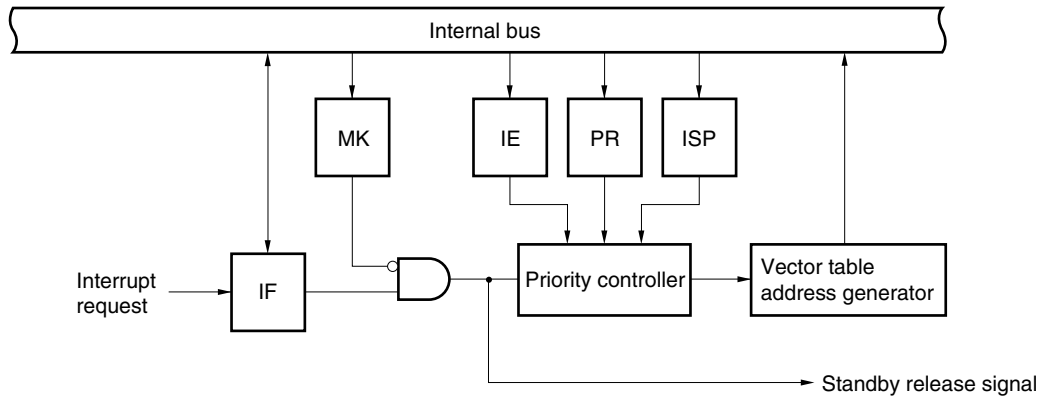 Internal bus
MK
IE
PR
ISP
Interrupt
request
IF
Priority controller
Vector table
address generator
Standby release signal